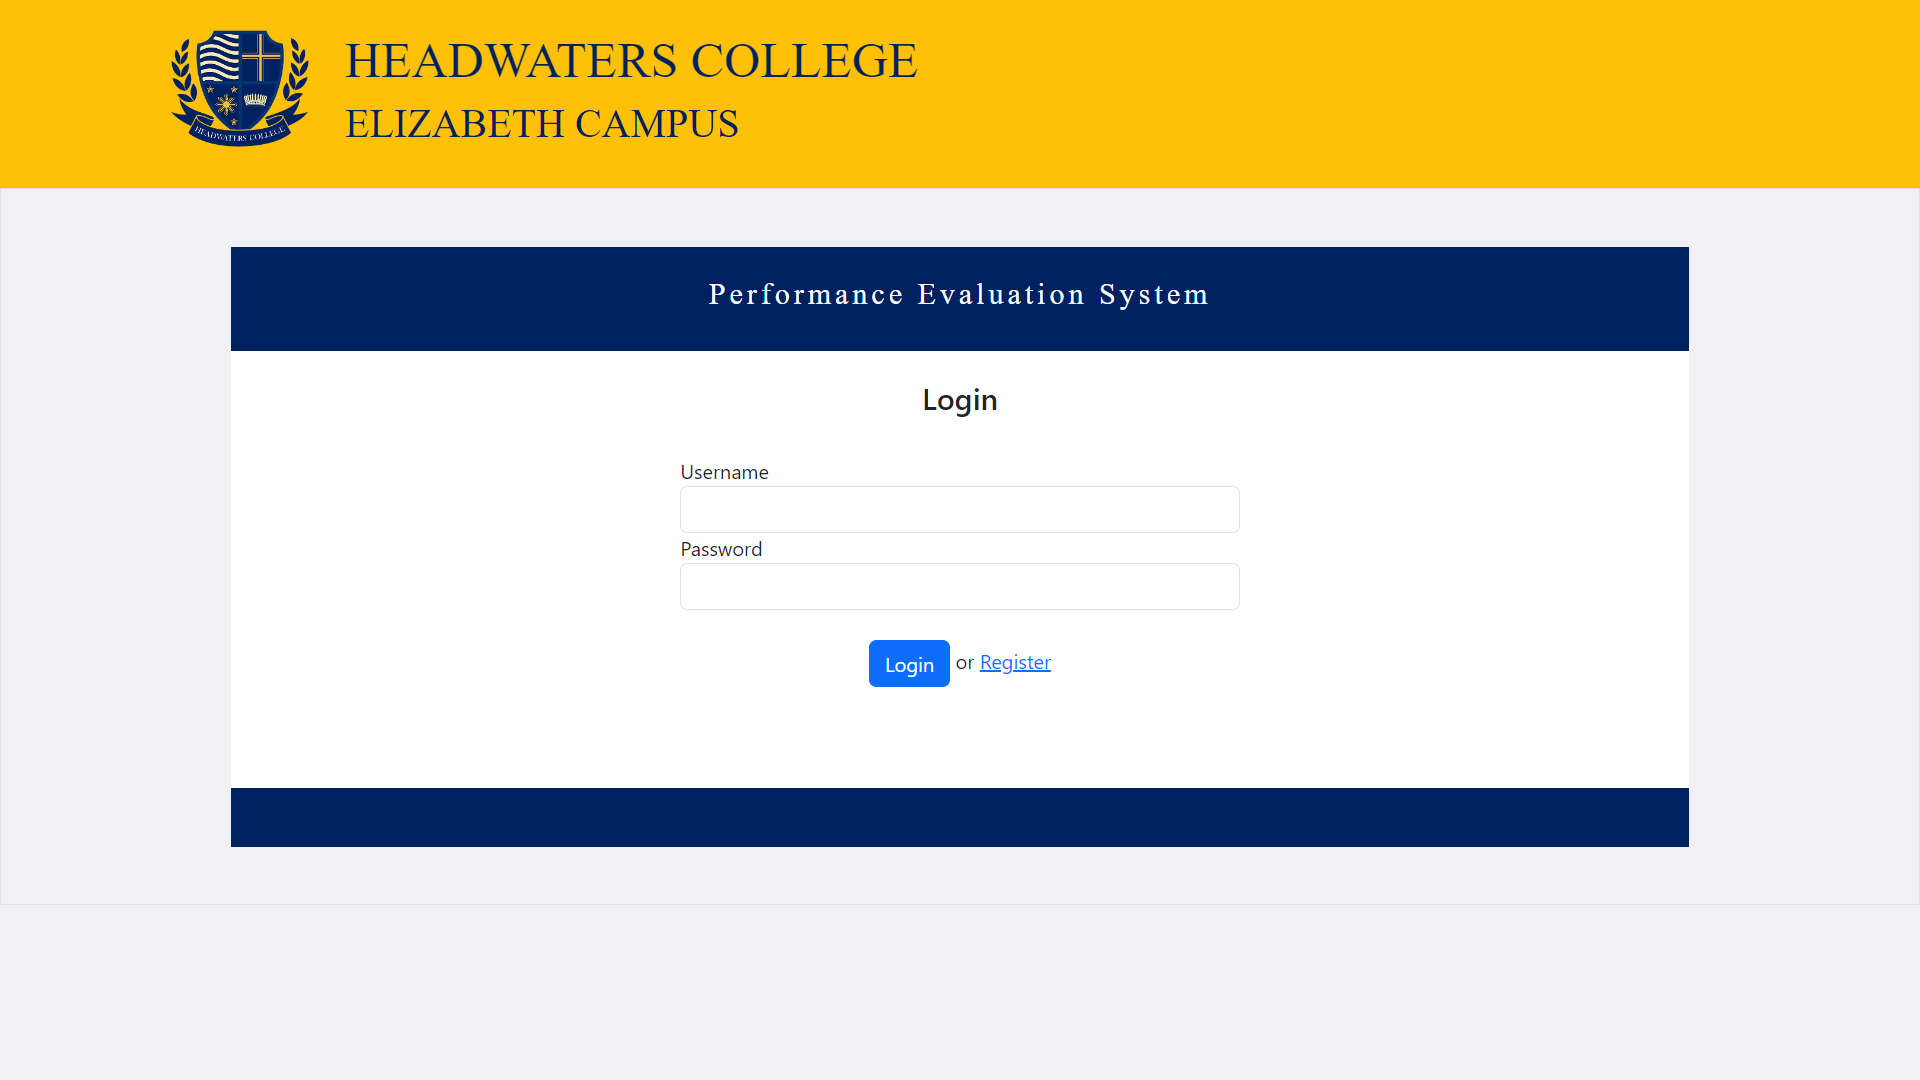 HEADWATERS COLLEGE
ELIZABETH CAMPUS
HEADWATERS COLLEGE
Performance Evaluation System
Login
Username
Password
Login or Register